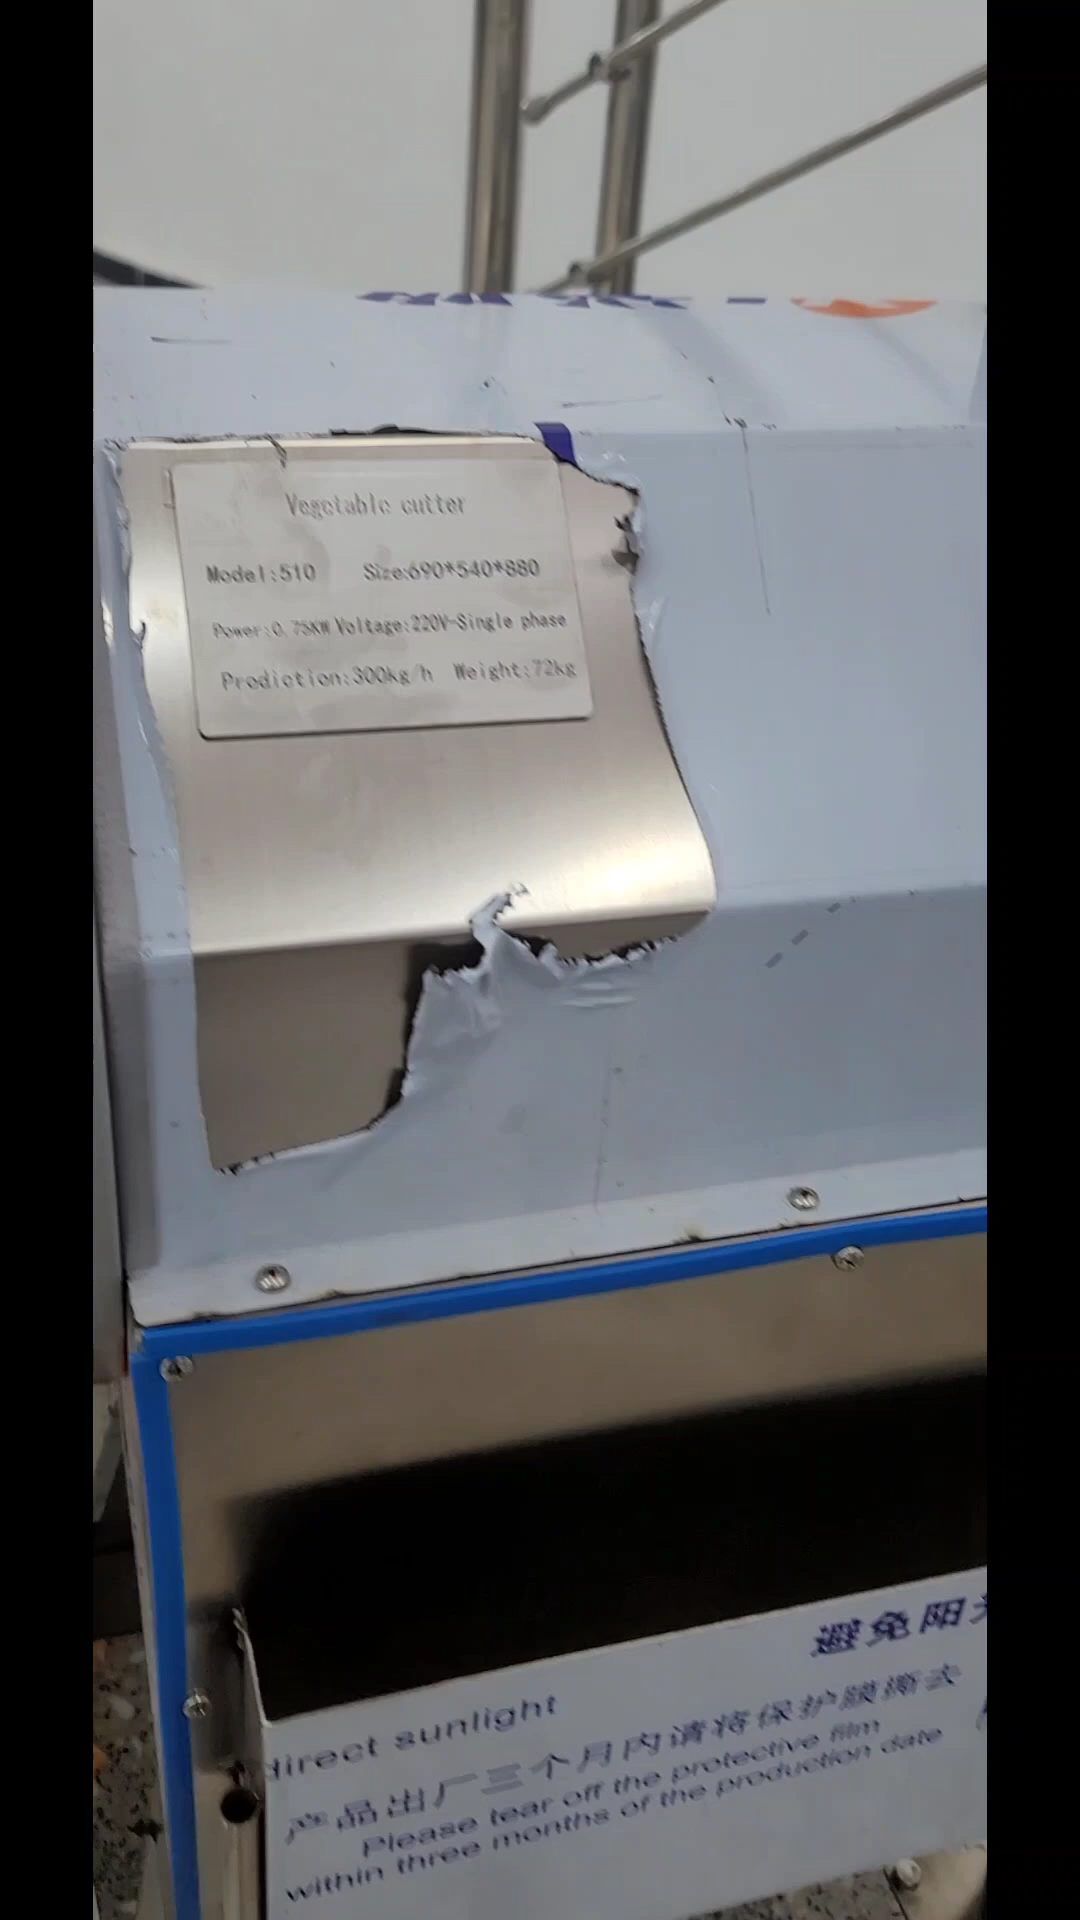 Vegetable cutter
Model:510 Size:690*540*880
Power:0.75KW Voltage:220V-Single phase
Prodiction:300kg/h Weight:72kg
避免阳
direct sunlight
产品出厂三个月内请将保护膜撕去
Please tear off the protective film
within three months of the production date